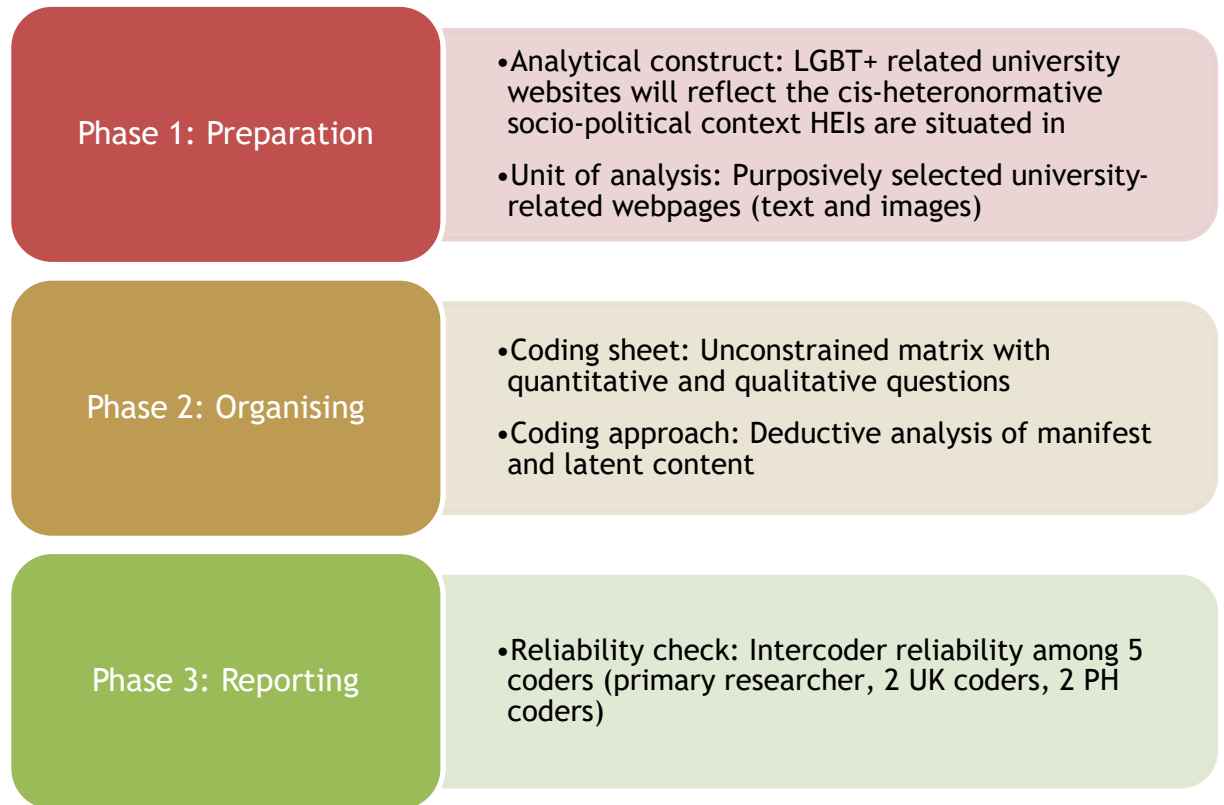 Phase 1: Preparation
•Analytical construct: LGBT+ related university
websites will reflect the cis-heteronormative
socio-political context HEIs are situated in
•Unit of analysis: Purposively selected university-
related webpages (text and images)
Phase 2: Organising
•Coding sheet: Unconstrained matrix with
quantitative and qualitative questions
•Coding approach: Deductive analysis of manifest
and latent content
Phase 3: Reporting
•Reliability check: Intercoder reliability among 5
coders (primary researcher, 2 UK coders, 2 PH
coders)